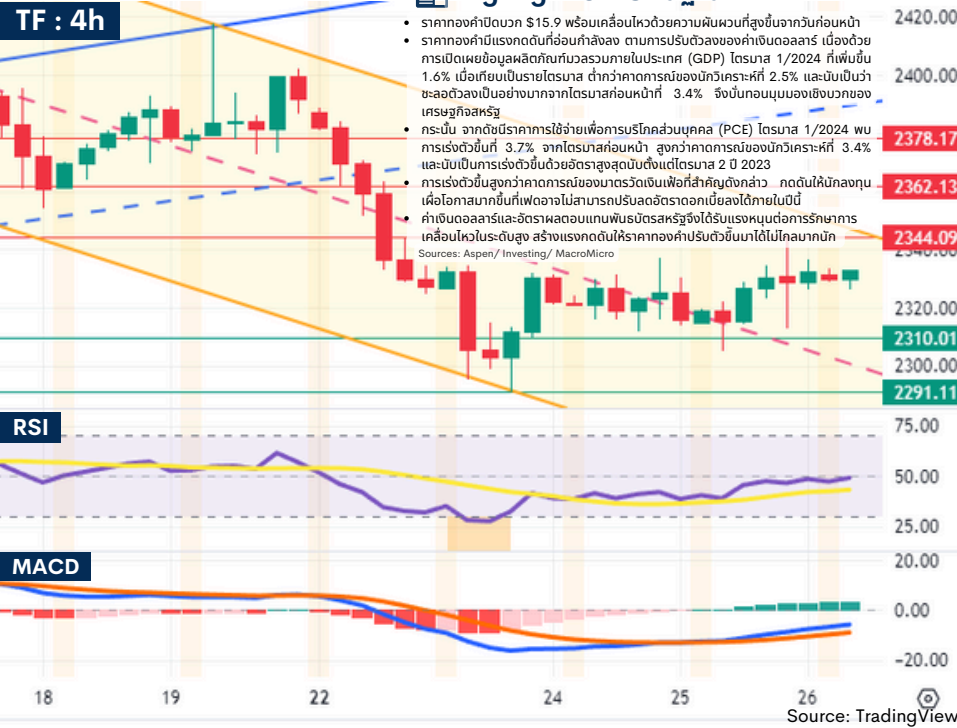 TF : 4h
• ราคาทองคำปิดบวก $15.9 พร้อมเคลื่อนไหวด้วยความผันผวนที่สูงขึ้นจากวันก่อนหน้า
• ราคาทองคำมีแรงกดดันที่อ่อนกำลังลง ตามการปรับตัวลงของค่าเงินดอลลาร์ เนื่องด้วย
การเปิดเผยข้อมูลผลิตภัณฑ์มวลรวมภายในประเทศ (GDP) ไตรมาส 1/2024 ที่เพิ่มขึ้น
1.6% เมื่อเทียบเป็นรายไตรมาส ต่ำกว่าคาดการณ์ของนักวิเคราะห์ที่ 2.5% และนับเป็นว่า
ชะลอตัวลงเป็นอย่างมากจากไตรมาสก่อนหน้าที่ 3.4% จึงบั่นทอนมุมมองเชิงบวกของ
เศรษฐกิจสหรัฐ
• กระนั้น จากดัชนีราคาการใช้จ่ายเพื่อการบริโภคส่วนบุคคล (PCE) ไตรมาส 1/2024 พบ
การเร่งตัวขึ้นที่ 3.7% จากไตรมาสก่อนหน้า สูงกว่าคาดการณ์ของนักวิเคราะห์ที่ 3.4%
และนับเป็นการเร่งตัวขึ้นด้วยอัตราสูงสุดนับตั้งแต่ไตรมาส 2 ปี 2023
• การเร่งตัวขึ้นสูงกว่าคาดการณ์ของมาตรวัดเงินเฟ้อที่สำคัญดังกล่าว กดดันให้นักลงทุน
เผื่อโอกาสมากขึ้นที่เฟดอาจไม่สามารถปรับลดอัตราดอกเบี้ยลงได้ภายในปีนี้
• ค่าเงินดอลลาร์และอัตราผลตอบแทนพันธบัตรสหรัฐจึงได้รับแรงหนุนต่อการรักษาการ
เคลื่อนไหวในระดับสูง สร้างแรงกดดันให้ราคาทองคำปรับตัวขึ้นมาได้ไม่ไกลมากนัก
Sources: Aspen/ Investing/ MacroMicro
2420.00
2400.00
2378.17
2362.13
2344.09
2340.00
2320.00
2310.01
2300.00
2291.11
RSI
75.00
50.00
25.00
MACD
20.00
0.00
−20.00
18 19 22 24 25 26
Source: TradingView